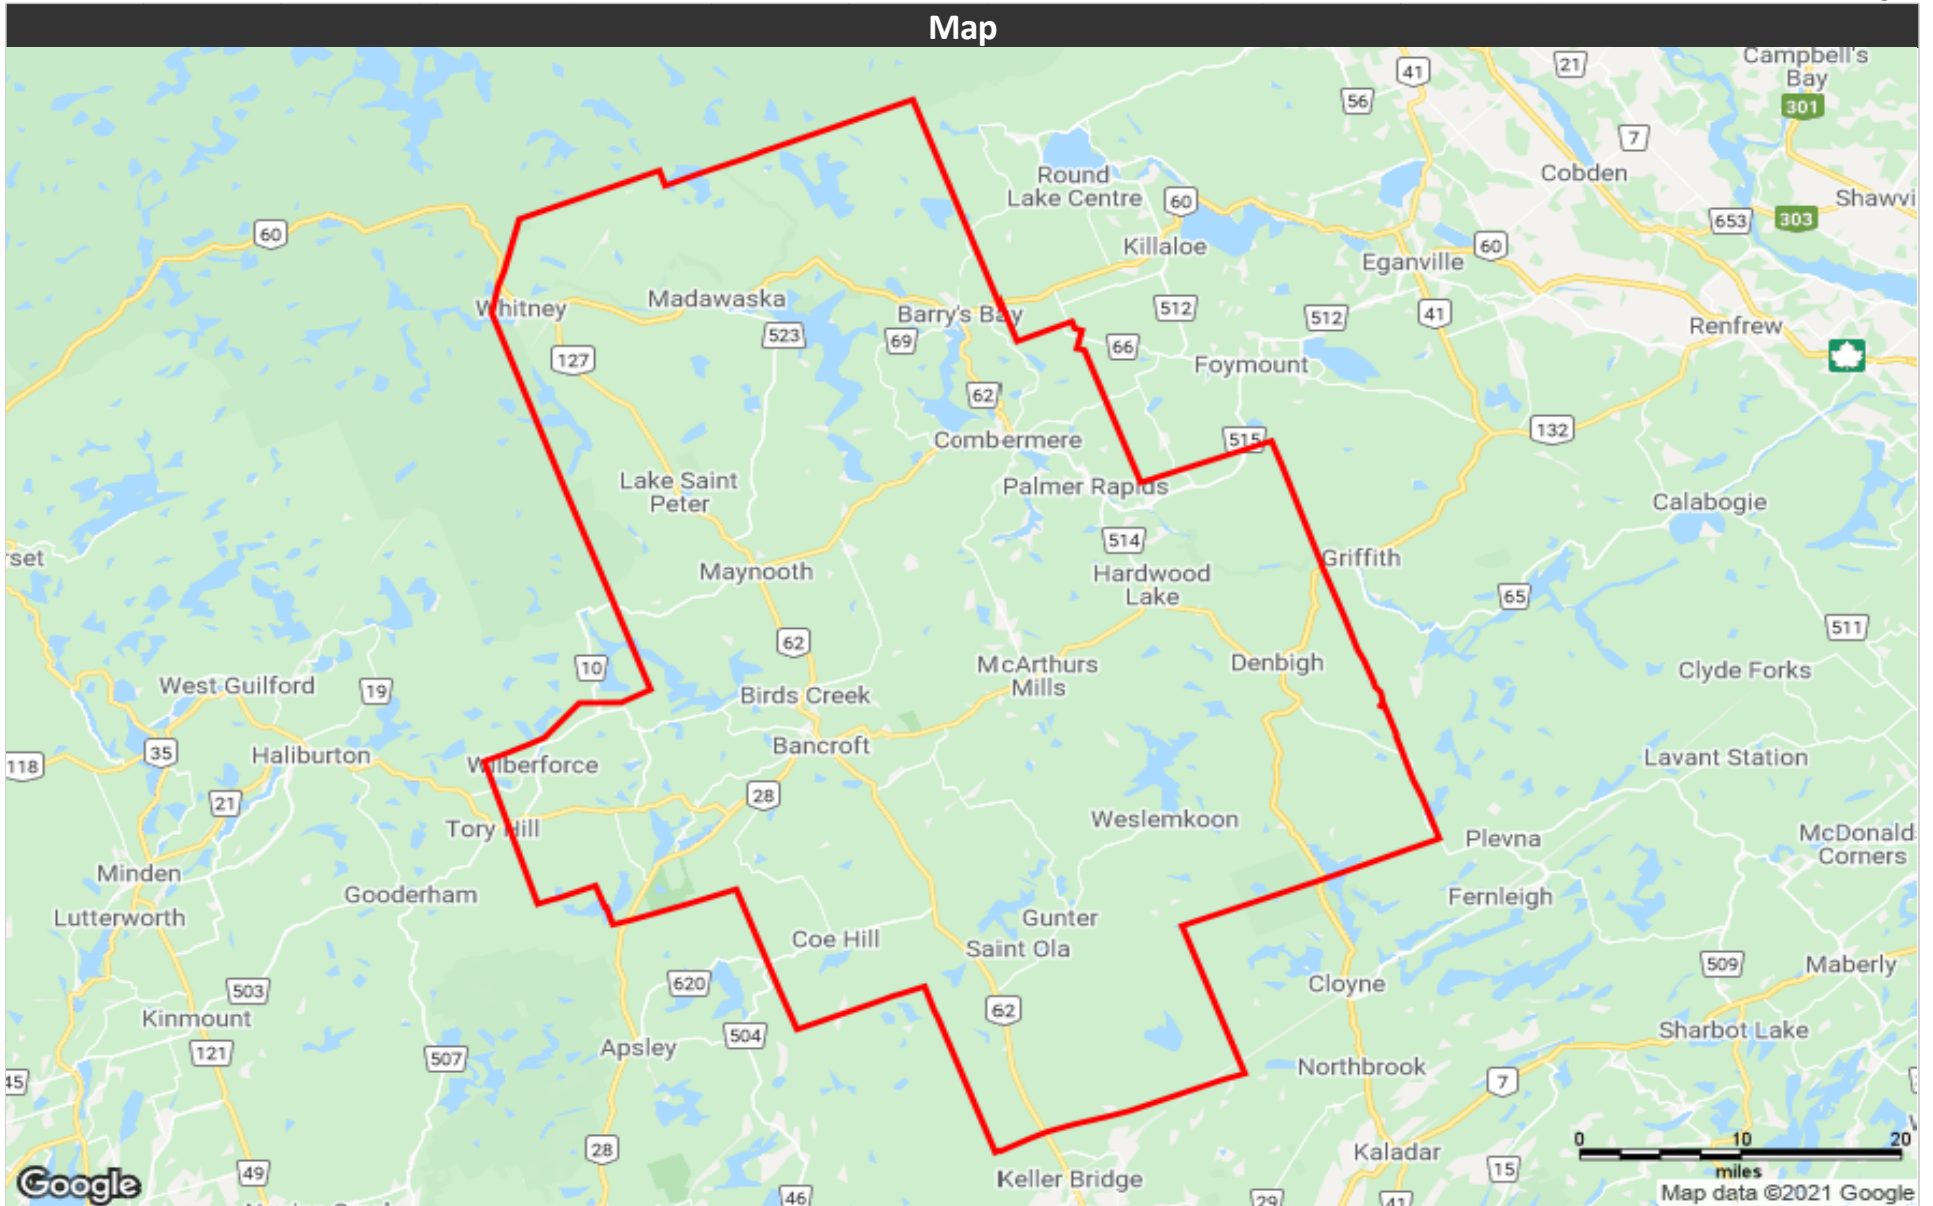 Map
Campbell's
Bay
41
21
56
301
7
Round
Lake Centre
Cobden
60
Shawvi
653
303
60
Killaloe
60
Eganville
Whitney
Madawaska
Barry's Bay
512
512
41
Renfrew
523
69
66
127
Foymount
62
Combermere
515
132
Lake Saint
Peter
Palmer Rapids
Calabogie
514
rset
Maynooth
Hardwood
Lake
Griffith
65
511
62
10
McArthurs
Mills
Denbigh
Clyde Forks
West Guilford
19
Birds Creek
Bancroft
35
Haliburton
118
Wilberforce
Lavant Station
21
28
Tory Hill
Weslemkoon
Plevna
McDonald
Corners
Minden
Gooderham
Fernleigh
Lutterworth
Gunter
Coe Hill
Saint Ola
509
Maberly
620
Cloyne
503
62
Kinmount
504
Sharbot Lake
121
507
Apsley
Northbrook
7
45
28
Kaladar
0 10 20
miles
15
49
Keller Bridge
46
29
41
Google
Map data ©2021 Google